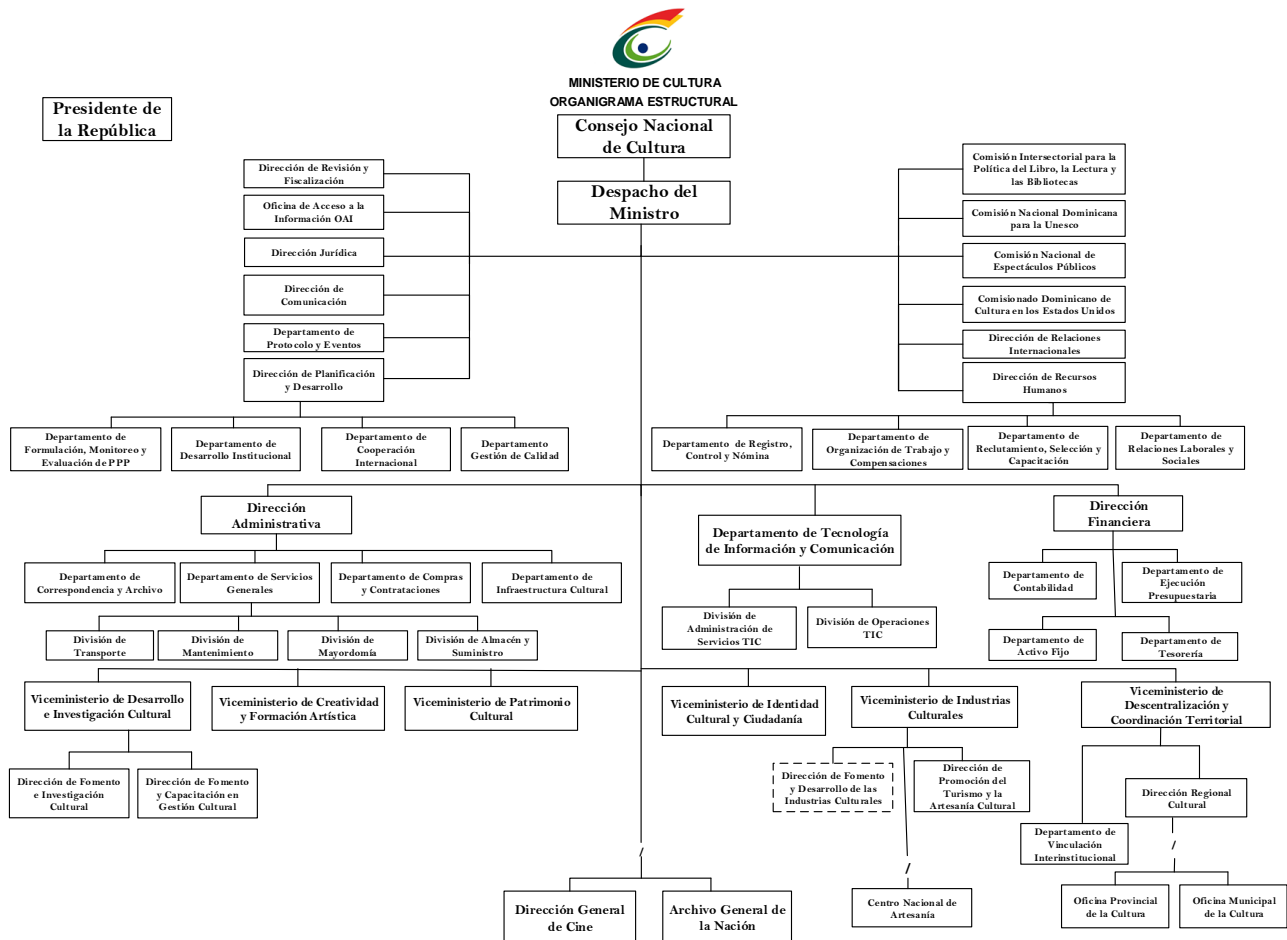 MINISTERIO DE CULTURA
ORGANIGRAMA ESTRUCTURAL
Presidente de
la República
Consejo Nacional
de Cultura
Despacho del
Ministro
Dirección de Revisión y
Fiscalización
Oficina de Acceso a la
Información OAI
Dirección Jurídica
Dirección de
Comunicación
Departamento de
Protocolo y Eventos
Dirección de Planificación
y Desarrollo
Comisión Intersectorial para la
Política del Libro, la Lectura y
las Bibliotecas
Comisión Nacional Dominicana
para la Unesco
Comisión Nacional de
Espectáculos Públicos
Comisionado Dominicano de
Cultura en los Estados Unidos
Dirección de Relaciones
Internacionales
Dirección de Recursos
Humanos
Departamento de
Formulación, Monitoreo y
Evaluación de PPP
Departamento de
Desarrollo Institucional
Departamento de
Cooperación
Internacional
Departamento
Gestión de Calidad
Departamento de Registro,
Control y Nómina
Departamento de
Organización de Trabajo y
Compensaciones
Departamento de
Reclutamiento, Selección y
Capacitación
Departamento de
Relaciones Laborales y
Sociales
Dirección
Administrativa
Departamento de Tecnología
de Información y Comunicación
Dirección
Financiera
Departamento de
Correspondencia y Archivo
Departamento de Servicios
Generales
Departamento de Compras
y Contrataciones
Departamento de
Infraestructura Cultural
Departamento de
Contabilidad
Departamento de
Ejecución
Presupuestaria
División de
Transporte
División de
Mantenimiento
División de
Mayordomía
División de Almacén y
Suministro
División de
Administración de
Servicios TIC
División de Operaciones
TIC
Departamento de
Activo Fijo
Departamento de
Tesorería
Viceministerio de Desarrollo
e Investigación Cultural
Viceministerio de Creatividad
y Formación Artística
Viceministerio de Patrimonio
Cultural
Viceministerio de Identidad
Cultural y Ciudadanía
Viceministerio de Industrias
Culturales
Viceministerio de
Descentralización y
Coordinación Territorial
Dirección de Fomento
e Investigación
Cultural
Dirección de Fomento
y Capacitación en
Gestión Cultural
Dirección de Fomento
y Desarrollo de las
Industrias Culturales
Dirección de
Promoción del
Turismo y la
Artesanía Cultural
Dirección Regional
Cultural
Departamento de
Vinculación
Interinstitucional
/
/
/
Dirección General
de Cine
Archivo General de
la Nación
Centro Nacional de
Artesanía
Oficina Provincial
de la Cultura
Oficina Municipal
de la Cultura